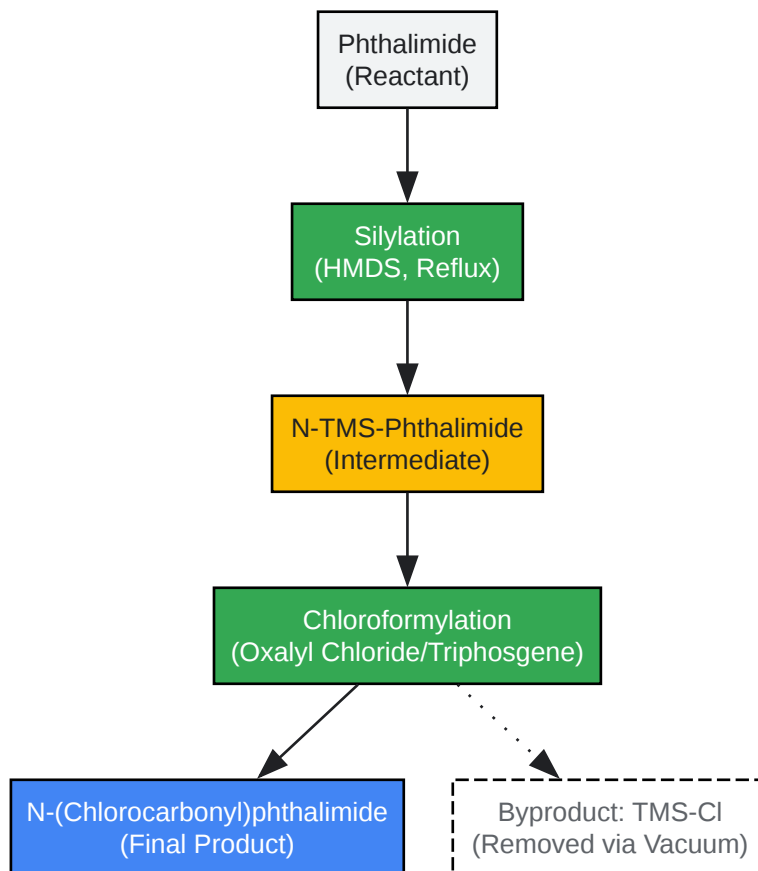 Phthalimide
(Reactant)
Silylation
(HMDS, Reflux)
N-TMS-Phthalimide
(Intermediate)
Chloroformylation
(Oxalyl Chloride/Triphosgene)
N-(Chlorocarbonyl)phthalimide
(Final Product)
Byproduct: TMS-Cl
(Removed via Vacuum)